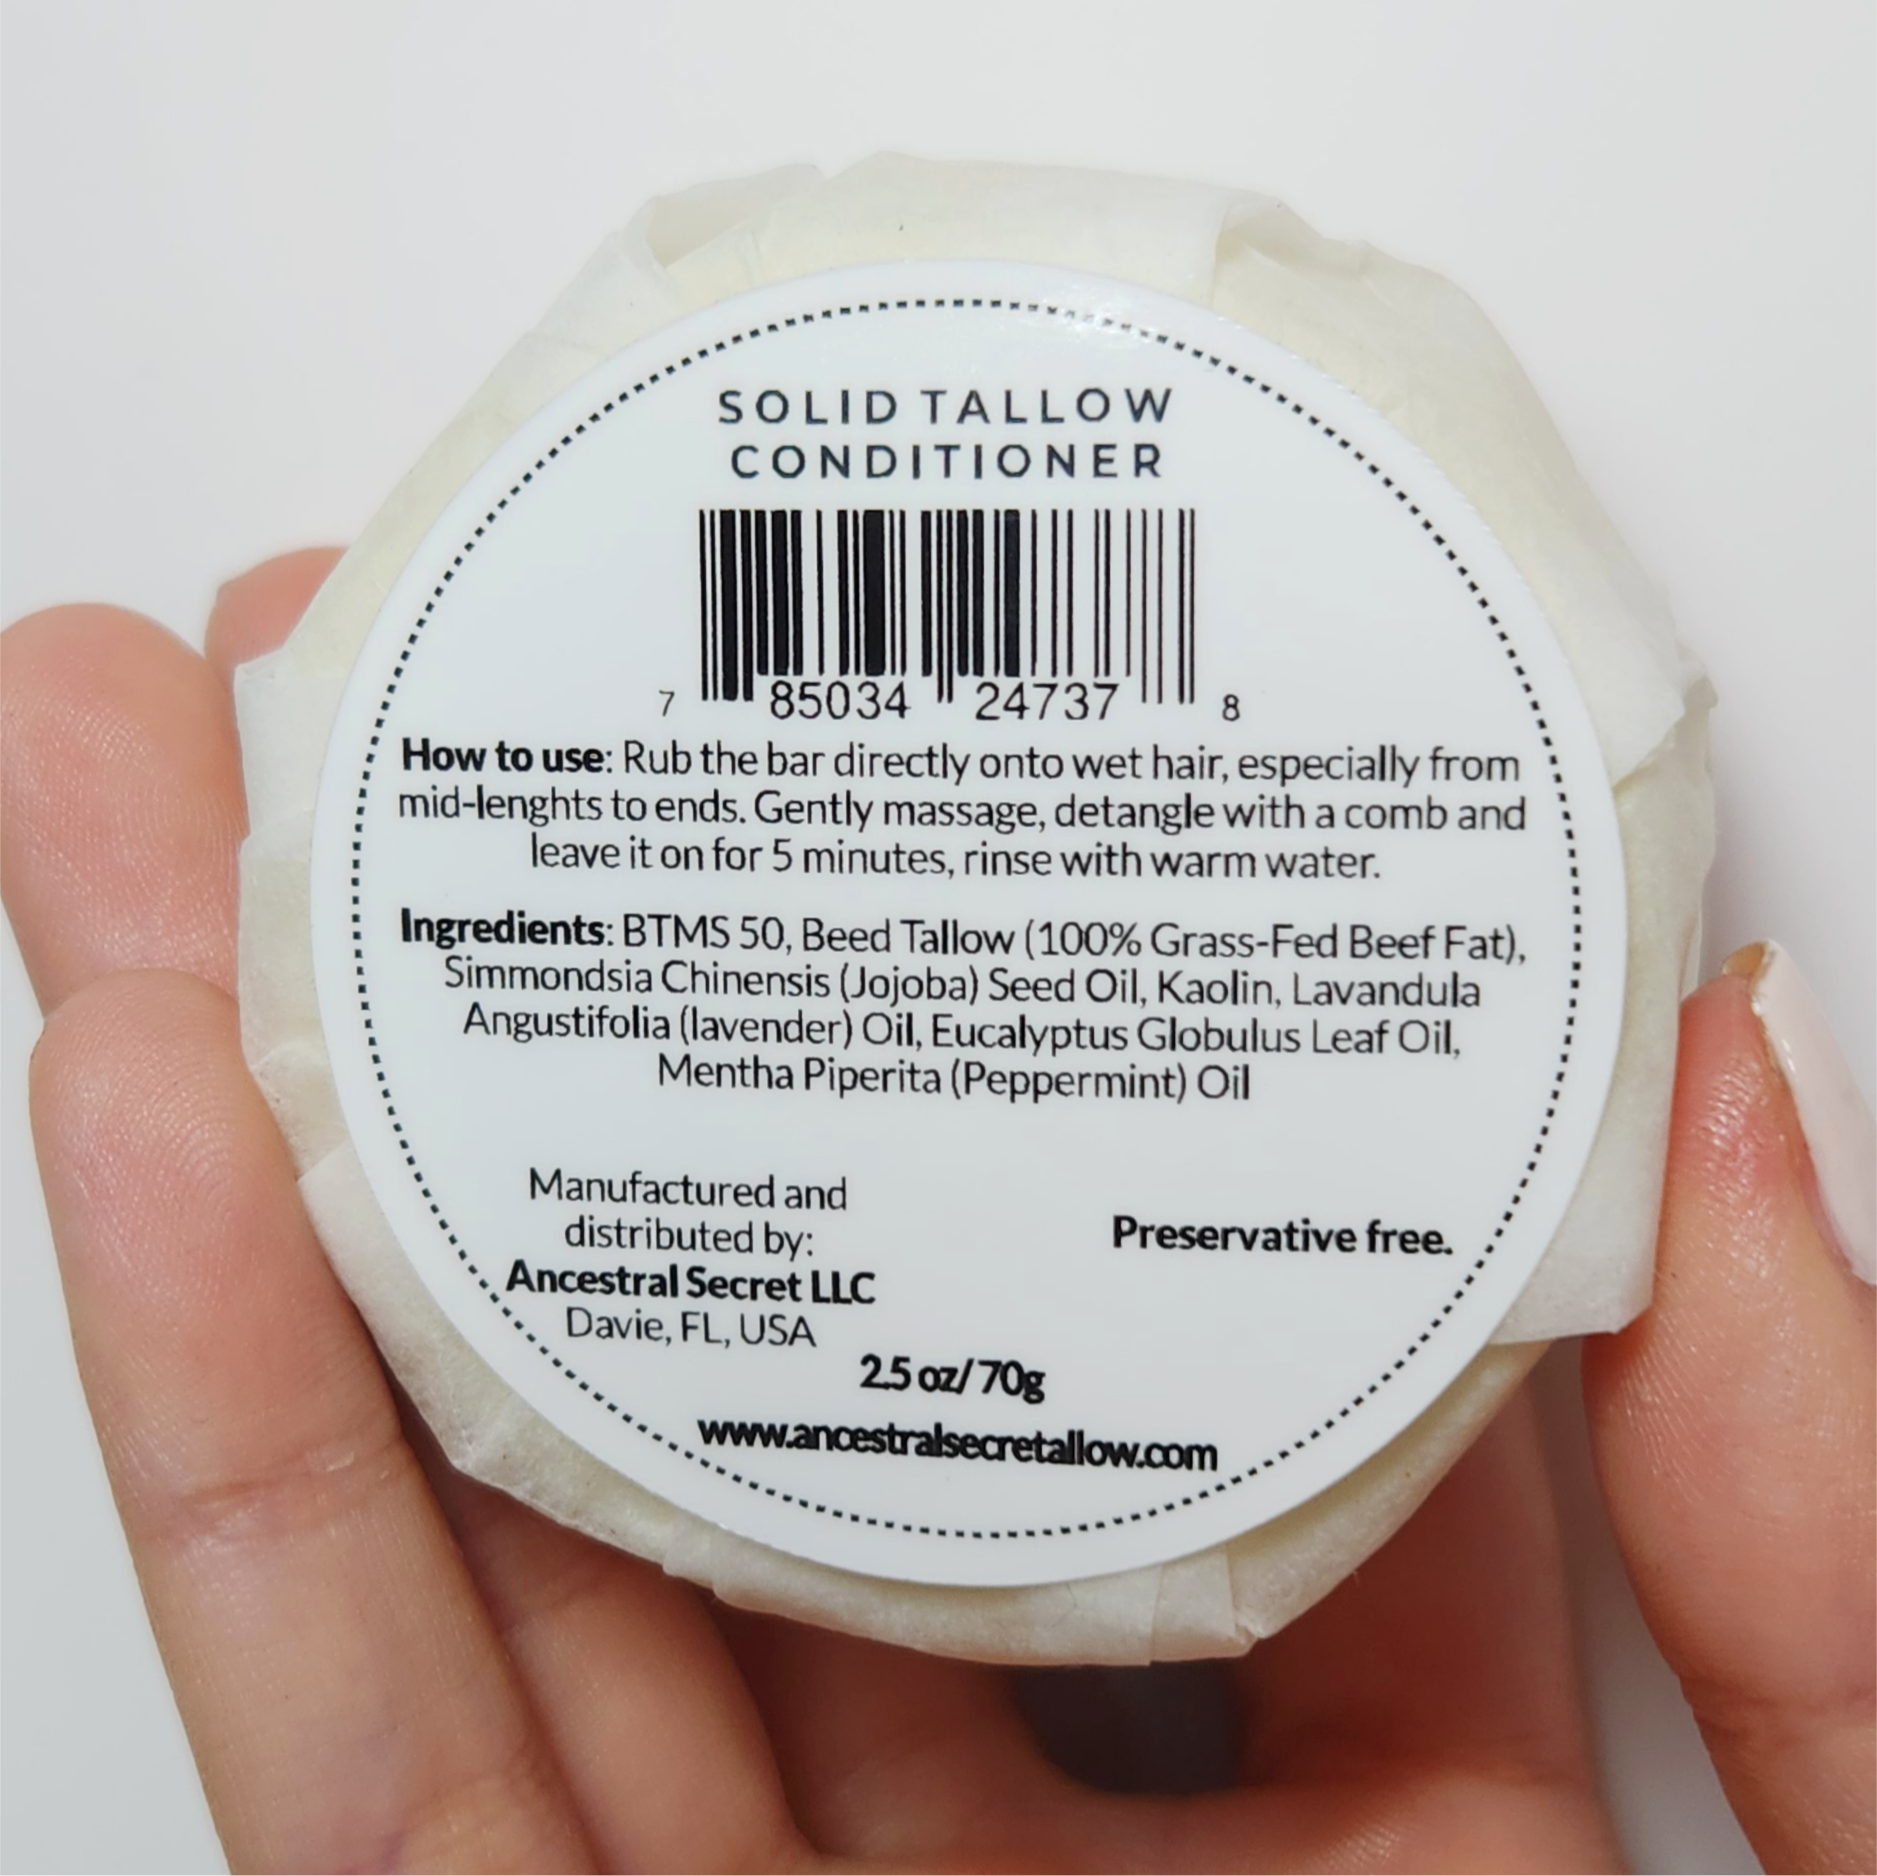 SOLID TALLOW
CONDITIONER
7 85034 24737 8
How to use: Rub the bar directly onto wet hair, especially from
mid-lenghts to ends. Gently massage, detangle with a comb and
leave it on for 5 minutes, rinse with warm water.
Ingredients: BTMS 50, Beed Tallow (100% Grass-Fed Beef Fat),
Simmondsia Chinensis (Jojoba) Seed Oil, Kaolin, Lavandula
Angustifolia (lavender) Oil, Eucalyptus Globulus Leaf Oil,
Mentha Piperita (Peppermint) Oil
Manufactured and
distributed by:
Ancestral Secret LLC
Davie, FL, USA
Preservative free.
2.5 oz/ 70g
www.ancestralsecretallow.com